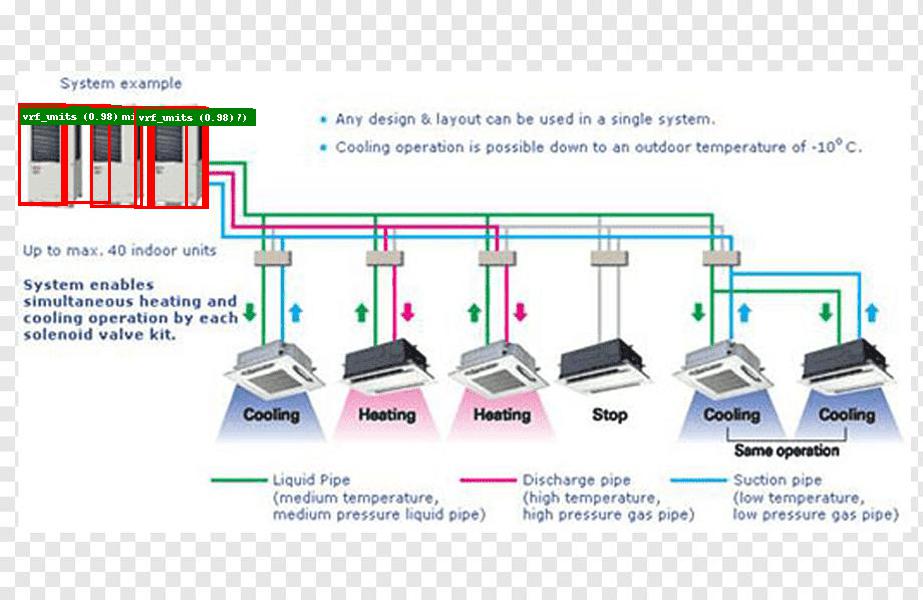 System example
vrf_units (0.98)
vrf_units (0.98)
Any design & layout can be used in a single system.
Cooling operation is possible down to an outdoor temperature of -10°C.
Up to max. 40 indoor units
System enables
simultaneous heating and
cooling operation by each
solenoid valve kit.
Cooling
Heating
Heating
Stop
Cooling
Cooling
Same operation
Liquid Pipe
(medium temperature,
medium pressure liquid pipe)
Discharge pipe
(high temperature,
high pressure gas pipe)
Suction pipe
(low temperature,
low pressure gas pipe)